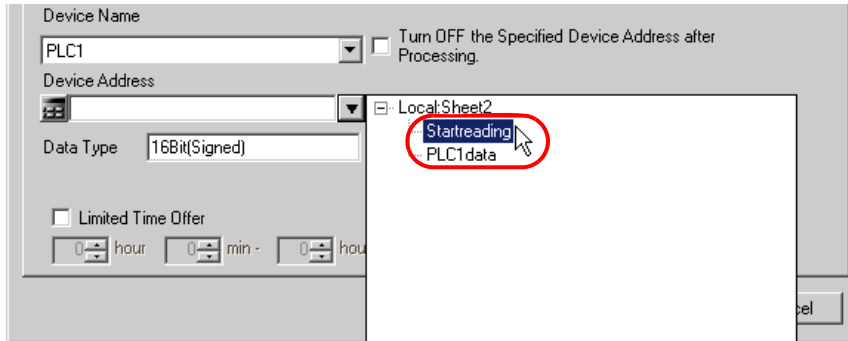 Device Name
PLC1
Turn OFF the Specified Device Address after
Processing.
Device Address
Local:Sheet2
Startreading
PLC1data
Data Type 16Bit(Signed)
Limited Time Offer
0 hour 0 min - 0 hou
cel